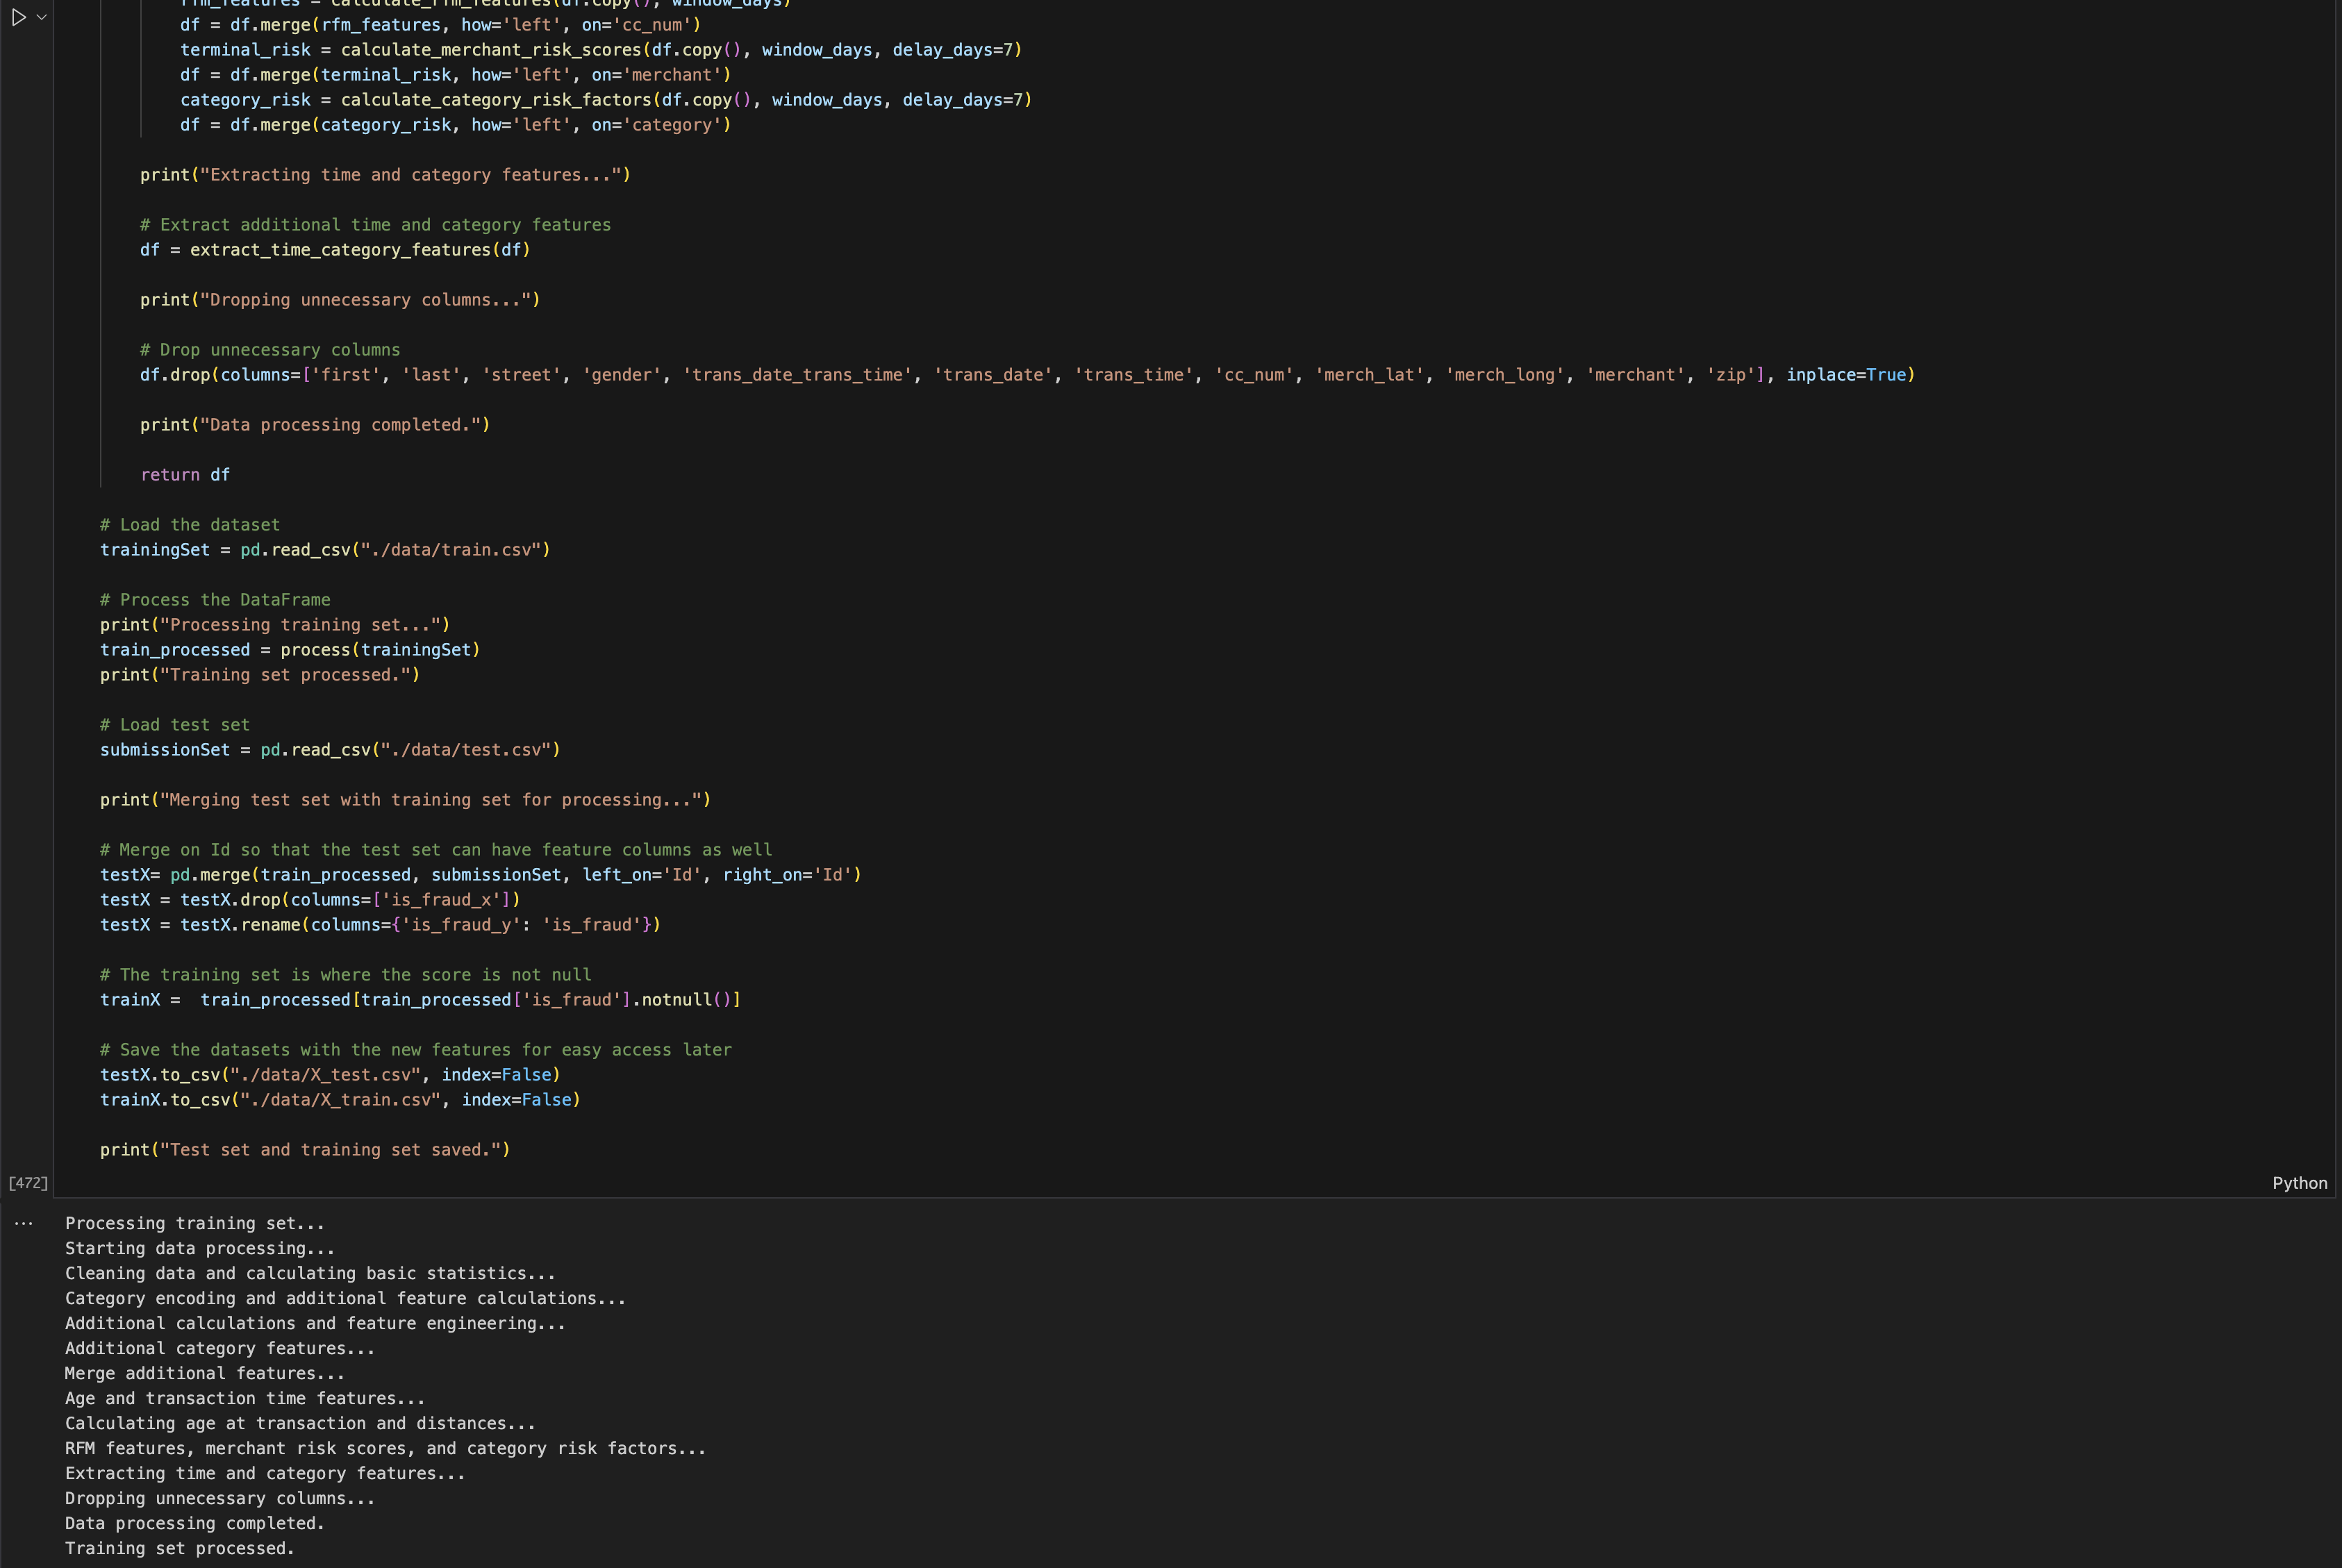 rfm_features = calculate_rfm_features(df.copy(), window_days)
df = df.merge(rfm_features, how='left', on='cc_num')
terminal_risk = calculate_merchant_risk_scores(df.copy(), window_days, delay_days=7)
df = df.merge(terminal_risk, how='left', on='merchant')
category_risk = calculate_category_risk_factors(df.copy(), window_days, delay_days=7)
df = df.merge(category_risk, how='left', on='category')
print("Extracting time and category features...")
# Extract additional time and category features
df = extract_time_category_features(df)
print("Dropping unnecessary columns...")
# Drop unnecessary columns
df.drop(columns=['first', 'last', 'street', 'gender', 'trans_date_trans_time', 'trans_date', 'trans_time', 'cc_num', 'merch_lat', 'merch_long', 'merchant', 'zip'], inplace=True)
print("Data processing completed.")
return df
# Load the dataset
trainingSet = pd.read_csv("./data/train.csv")
# Process the DataFrame
print("Processing training set...")
train_processed = process(trainingSet)
print("Training set processed.")
# Load test set
submissionSet = pd.read_csv("./data/test.csv")
print("Merging test set with training set for processing...")
# Merge on Id so that the test set can have feature columns as well
testX= pd.merge(train_processed, submissionSet, left_on='Id', right_on='Id')
testX = testX.drop(columns=['is_fraud_x'])
testX = testX.rename(columns={'is_fraud_y': 'is_fraud'})
# The training set is where the score is not null
trainX =  train_processed[train_processed['is_fraud'].notnull()]
# Save the datasets with the new features for easy access later
testX.to_csv("./data/X_test.csv", index=False)
trainX.to_csv("./data/X_train.csv", index=False)
print("Test set and training set saved.")
[472]
Python
...
Processing training set...
Starting data processing...
Cleaning data and calculating basic statistics...
Category encoding and additional feature calculations...
Additional calculations and feature engineering...
Additional category features...
Merge additional features...
Age and transaction time features...
Calculating age at transaction and distances...
RFM features, merchant risk scores, and category risk factors...
Extracting time and category features...
Dropping unnecessary columns...
Data processing completed.
Training set processed.